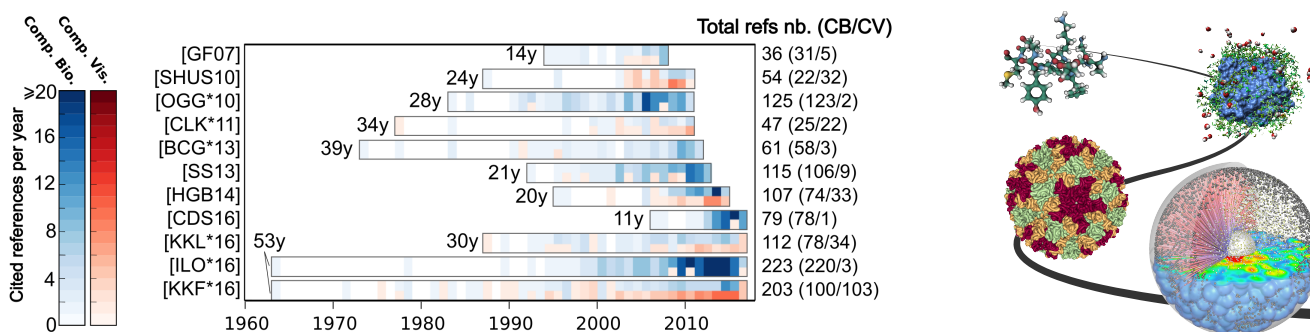 Comp. Bio.
Comp. Vis.
Cited references per year
⩾20
16
12
8
4
0
Total refs nb. (CB/CV)
[GF07] 14y 36 (31/5)
[SHUS10] 24y 54 (22/32)
[OGG*10] 28y 125 (123/2)
[CLK*11] 34y 47 (25/22)
[BCG*13] 39y 61 (58/3)
[SS13] 21y 115 (106/9)
[HGB14] 20y 107 (74/33)
[CDS16] 11y 79 (78/1)
[KKL*16] 53y 30y 112 (78/34)
[ILO*16] 223 (220/3)
[KKF*16] 203 (100/103)
1960 1970 1980 1990 2000 2010